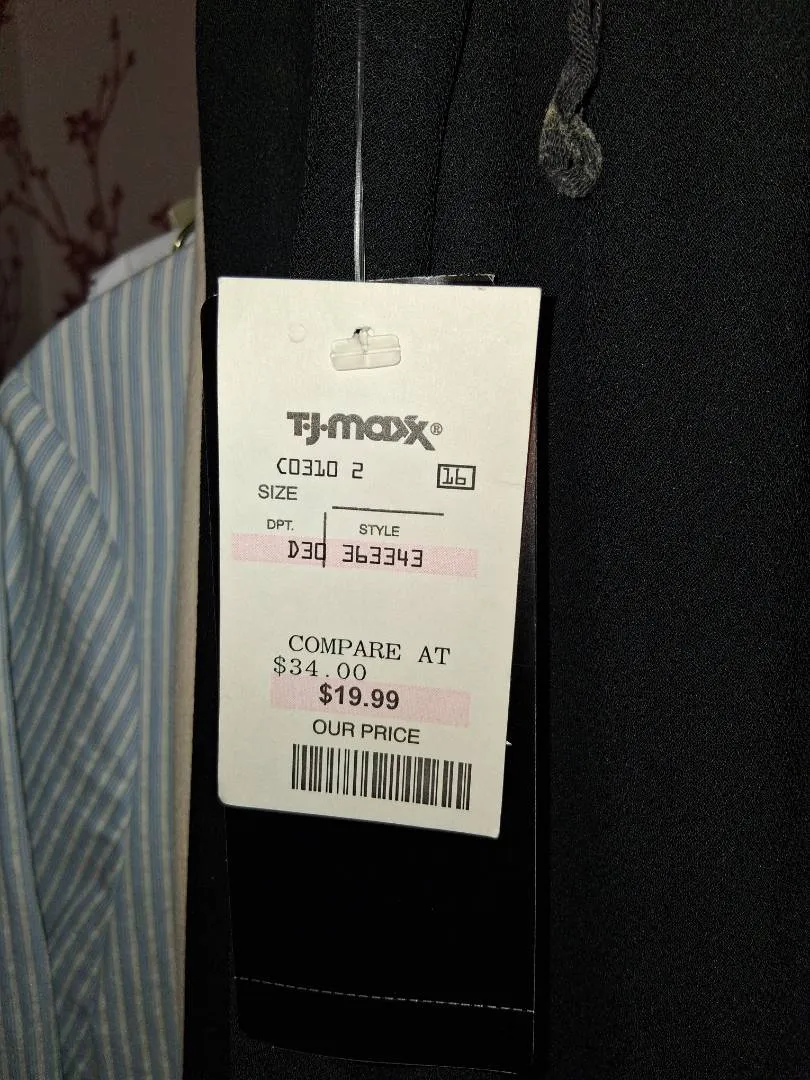 T·J·maxx®
C0310 2 16
SIZE
DPT. STYLE
D30 363343
COMPARE AT
$34.00
$19.99
OUR PRICE